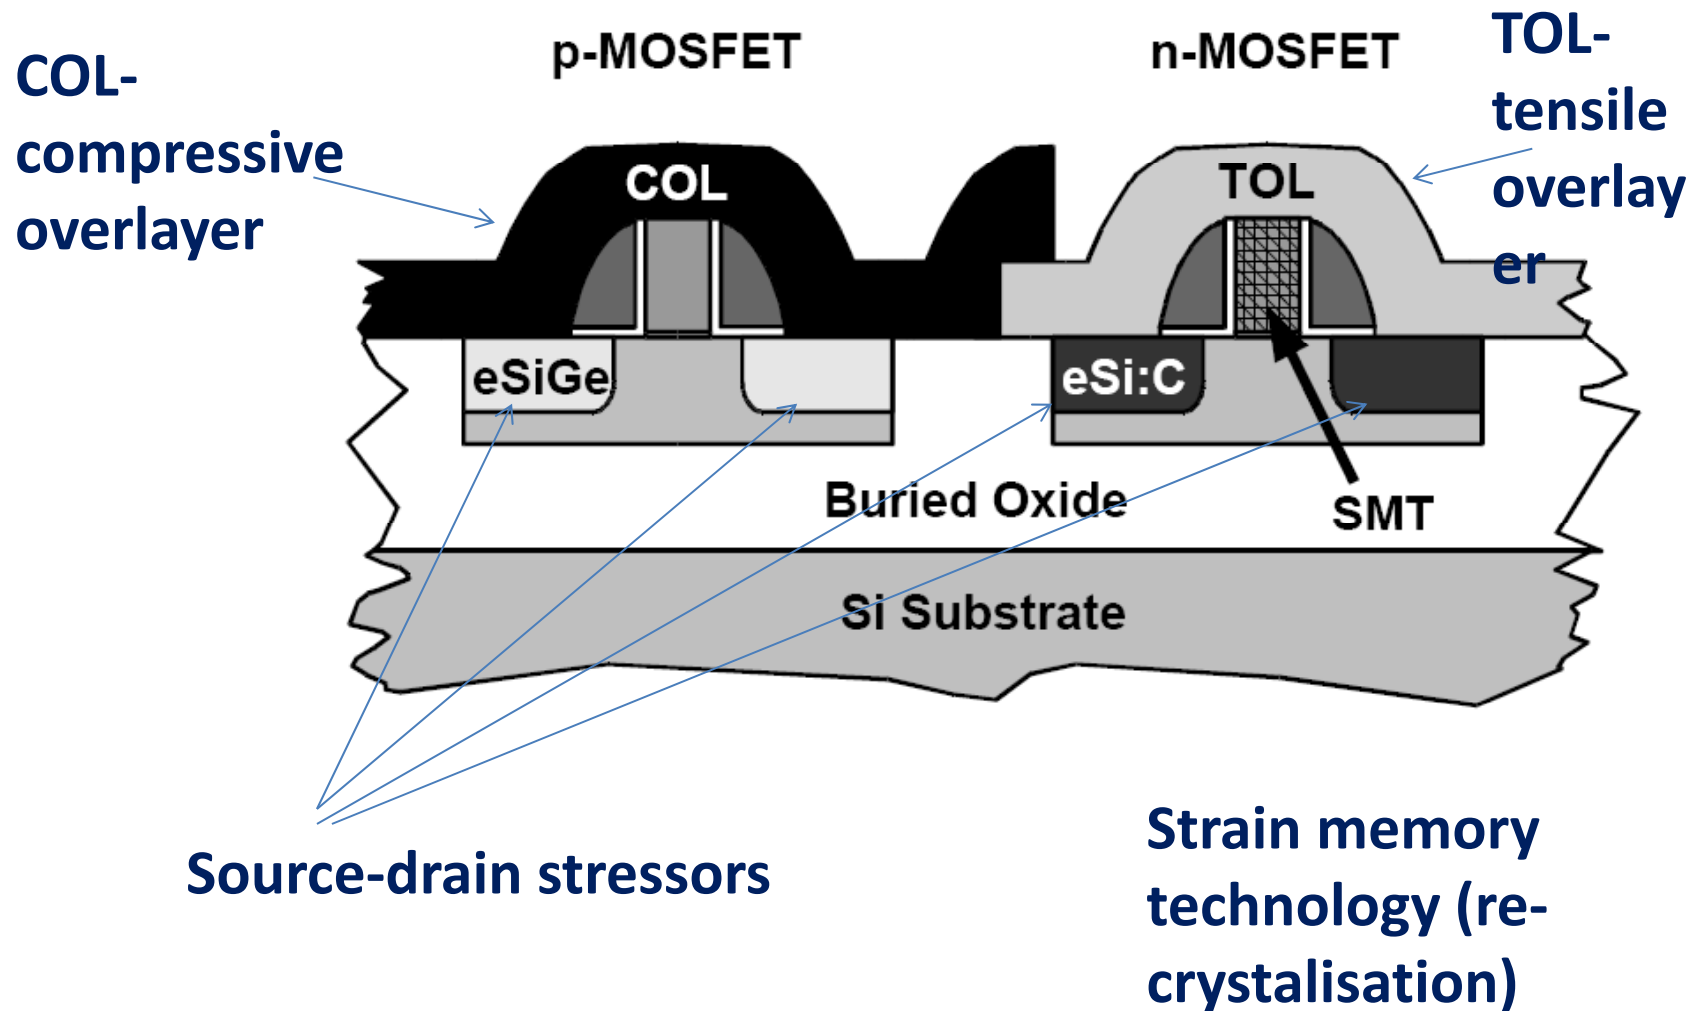 COL-
compressive
overlayer
p-MOSFET
n-MOSFET
TOL-
tensile
overlay
er
COL
TOL
eSiGe
eSi:C
Buried Oxide
SMT
Si Substrate
Source-drain stressors
Strain memory
technology (re-
crystalisation)